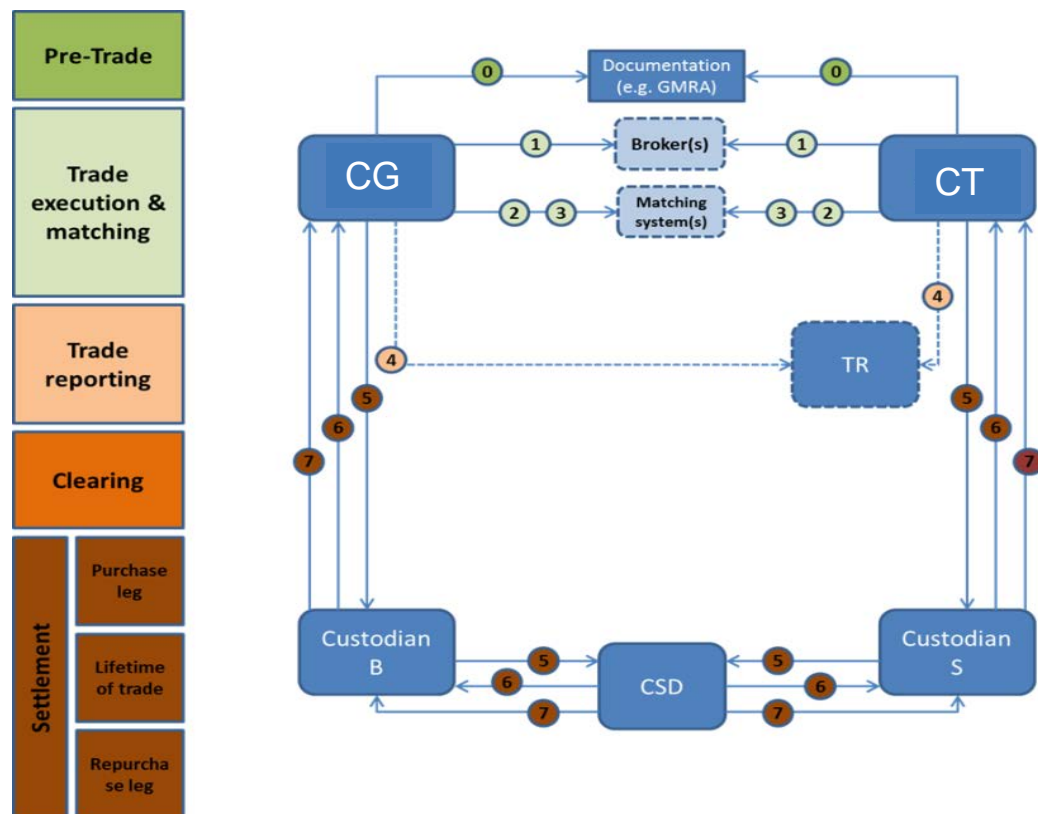 Pre-Trade
Trade
execution &
matching
Trade
reporting
Clearing
Settlement
Purchase
leg
Lifetime
of trade
Repurcha
se leg
0
Documentation
(e.g. GMRA)
0
1
Broker(s)
1
CG
CT
2
3
Matching
system(s)
3
2
4
4
TR
5
6
7
5
6
7
Custodian
B
Custodian
S
CSD
5
5
6
6
7
7